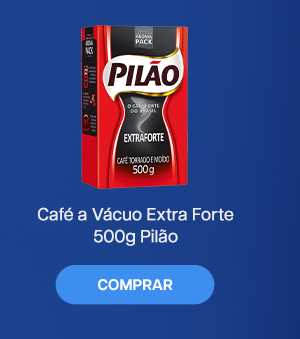 AROMA
PACK
PILÃO
O CAFÉ FORTE
DO BRASIL
EXTRAFORTE
CAFÉ TORRADO E MOÍDO
500g
Café a Vácuo Extra Forte
500g Pilão
COMPRAR